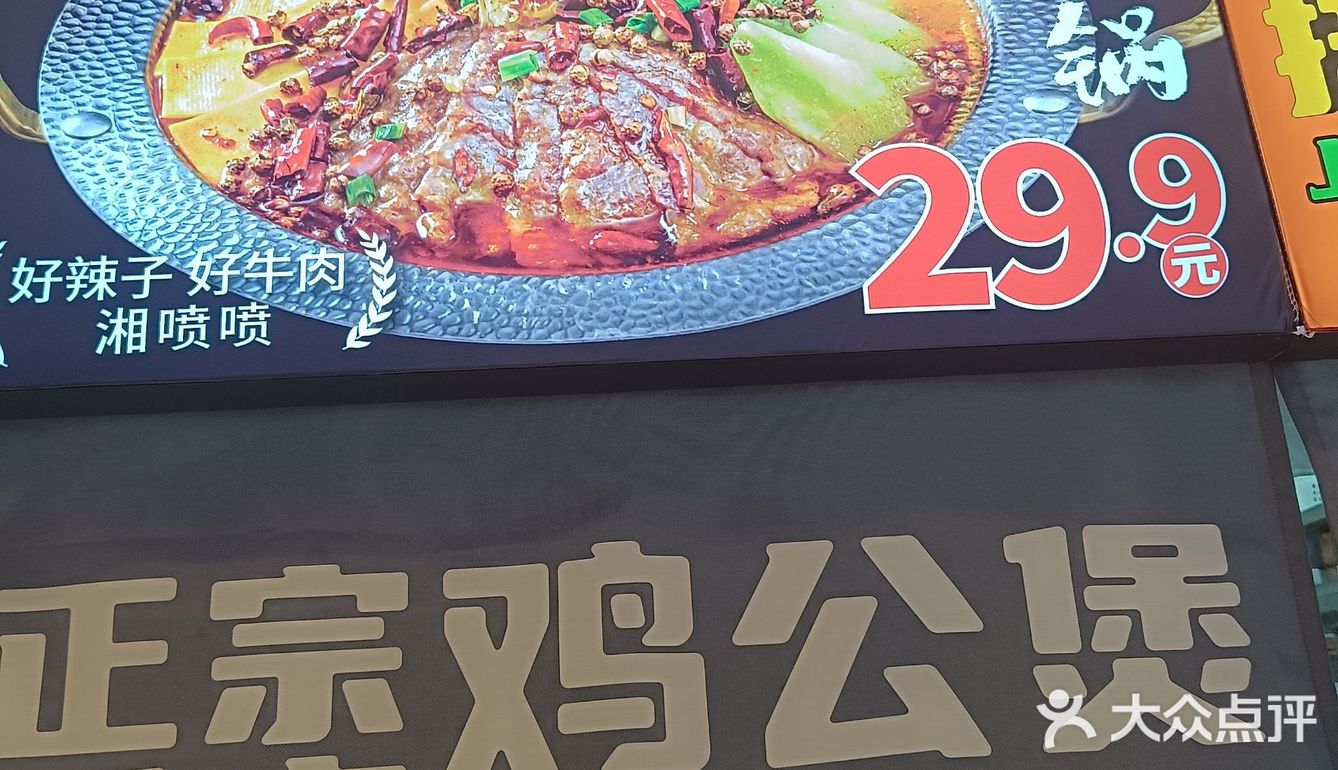 锅
29.9元
好辣子 好牛肉
湘喷喷
正宗鸡公煲
大众点评